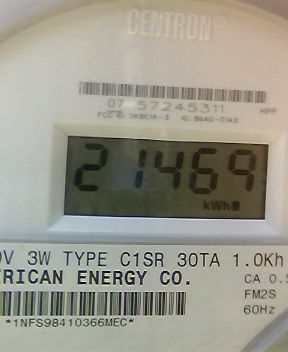 CENTRON®
07 57245311
21469
kWh
V 3W TYPE C1SR 30TA 1.0Kh
RICAN ENERGY CO.
CA 0.5
FM2S
60Hz
*1NFS98410366MEC*